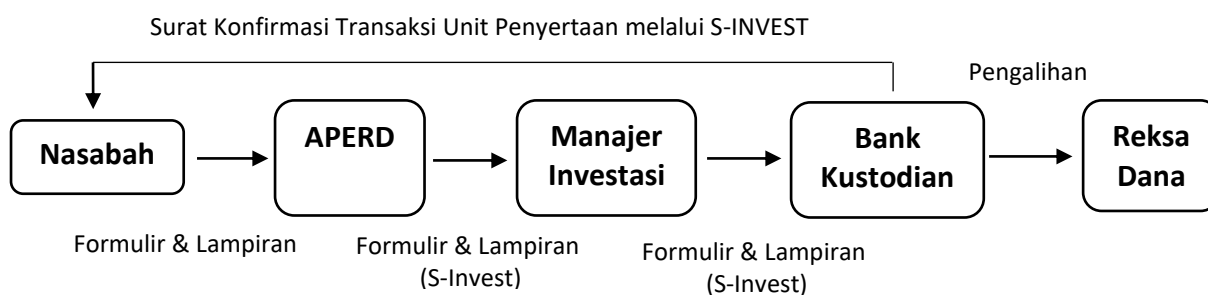 Surat Konfirmasi Transaksi Unit Penyertaan melalui S-INVEST
Pengalihan
Nasabah
APERD
Manajer
Investasi
Bank
Kustodian
Reksa
Dana
Formulir & Lampiran
Formulir & Lampiran
(S-Invest)
Formulir & Lampiran
(S-Invest)